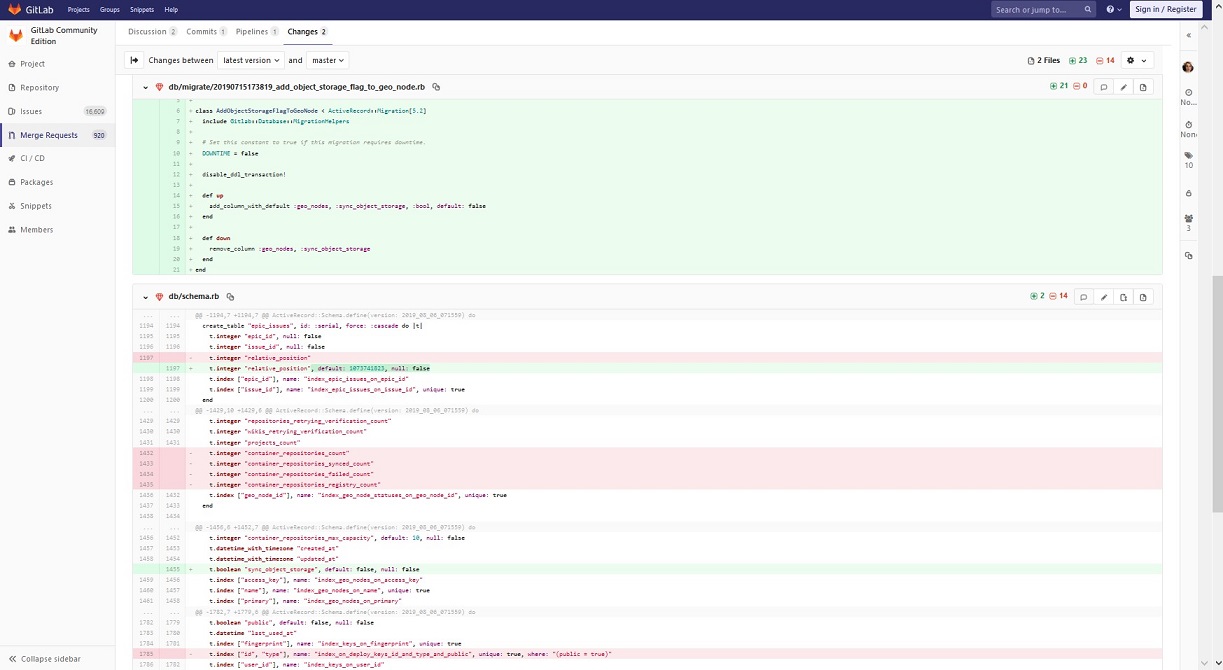 GitLab Projects Groups Snippets Help Search or jump to... Sign in / Register
GitLab Community Edition
Project
Repository
Issues 16,609
Merge Requests 920
CI / CD
Packages
Snippets
Members
Collapse sidebar
Discussion 2 Commits 1 Pipelines 1 Changes 2
Changes between latest version and master 2 Files 23 14
db/migrate/20190715173819_add_object_storage_flag_to_geo_node.rb 21 0
6 + class AddObjectStorageFlagToGeoNode < ActiveRecord::Migration[5.2]
7 + include Gitlab::Database::MigrationHelpers
8 +
9 + # Set this constant to true if this migration requires downtime.
10 + DOWNTIME = false
11 +
12 + disable_ddl_transaction!
13 +
14 + def up
15 + add_column_with_default :geo_nodes, :sync_object_storage, :bool, default: false
16 + end
17 +
18 + def down
19 + remove_column :geo_nodes, :sync_object_storage
20 + end
21 + end
db/schema.rb 2 14
... ... @@ -1194,7 +1194,7 @@ ActiveRecord::Schema.define(version: 2019_08_06_071559) do
1194 1194 create_table "epic_issues", id: :serial, force: :cascade do |t|
1195 1195 t.integer "epic_id", null: false
1196 1196 t.integer "issue_id", null: false
1197 - t.integer "relative_position"
1197 + t.integer "relative_position", default: 1073741823, null: false
1198 1198 t.index ["epic_id"], name: "index_epic_issues_on_epic_id"
1199 1199 t.index ["issue_id"], name: "index_epic_issues_on_issue_id", unique: true
1200 1200 end
... ... @@ -1429,10 +1429,6 @@ ActiveRecord::Schema.define(version: 2019_08_06_071559) do
1429 1429 t.integer "repositories_retrying_verification_count"
1430 1430 t.integer "wikis_retrying_verification_count"
1431 1431 t.integer "projects_count"
1432 - t.integer "container_repositories_count"
1433 - t.integer "container_repositories_synced_count"
1434 - t.integer "container_repositories_failed_count"
1435 - t.integer "container_repositories_registry_count"
1436 1432 t.index ["geo_node_id"], name: "index_geo_node_statuses_on_geo_node_id", unique: true
1437 1433 end
1438 1434
... ... @@ -1456,6 +1452,7 @@ ActiveRecord::Schema.define(version: 2019_08_06_071559) do
1456 1452 t.integer "container_repositories_max_capacity", default: 10, null: false
1457 1453 t.datetime_with_timezone "created_at"
1458 1454 t.datetime_with_timezone "updated_at"
1455 + t.boolean "sync_object_storage", default: false, null: false
1459 1456 t.index ["access_key"], name: "index_geo_nodes_on_access_key"
1460 1457 t.index ["name"], name: "index_geo_nodes_on_name", unique: true
1461 1458 t.index ["primary"], name: "index_geo_nodes_on_primary"
... ... @@ -1782,7 +1779,6 @@ ActiveRecord::Schema.define(version: 2019_08_06_071559) do
1782 1779 t.boolean "public", default: false, null: false
1783 1780 t.datetime "last_used_at"
1784 1781 t.index ["fingerprint"], name: "index_keys_on_fingerprint", unique: true
1785 - t.index ["id", "type"], name: "index_on_deploy_keys_id_and_type_and_public", unique: true, where: "(public = true)"
1786 1782 t.index ["user_id"], name: "index_keys_on_user_id"
No...
None
10
3